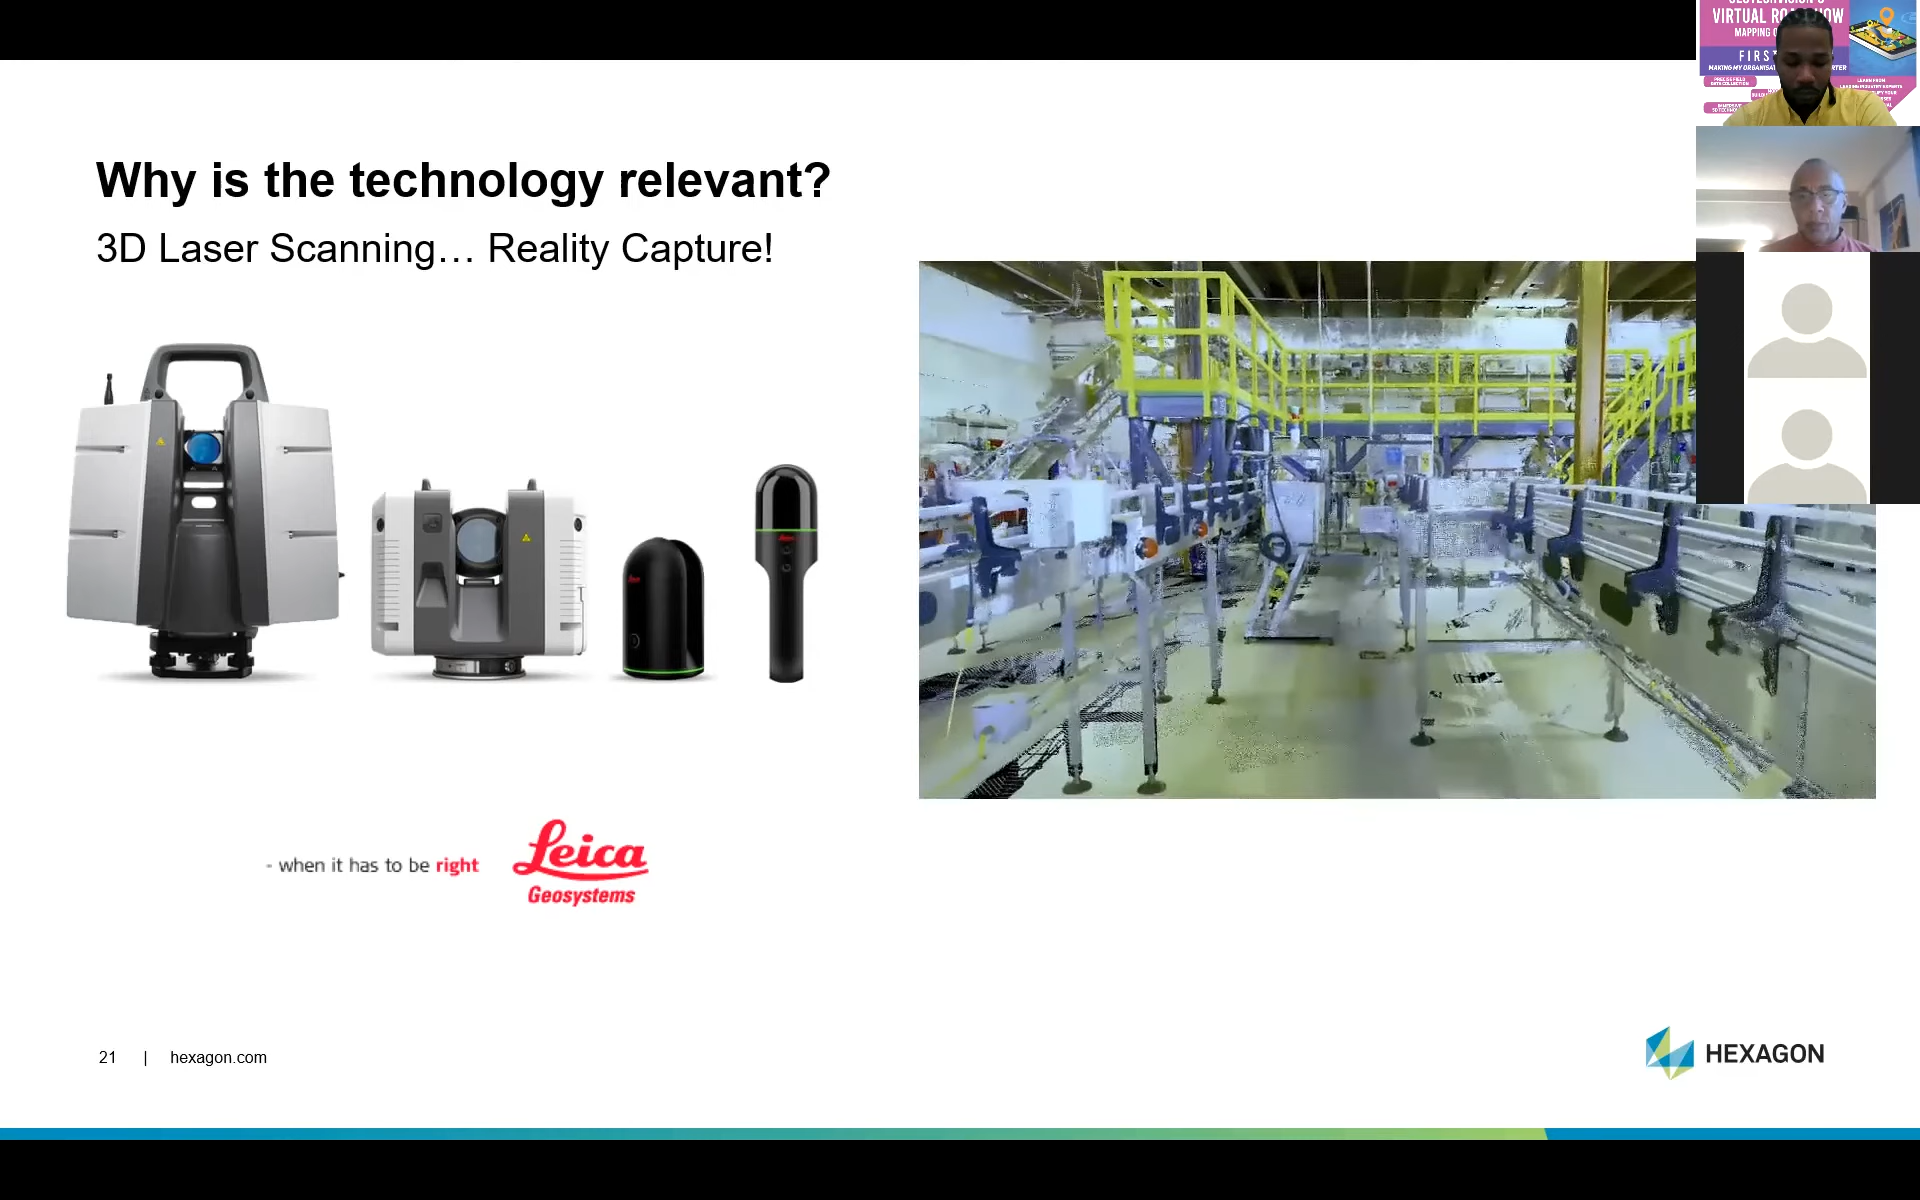 VIRTUAL
MAPPING
FIRST
Why is the technology relevant?
3D Laser Scanning… Reality Capture!
- when it has to be right
Leica
Geosystems
21 | hexagon.com
HEXAGON